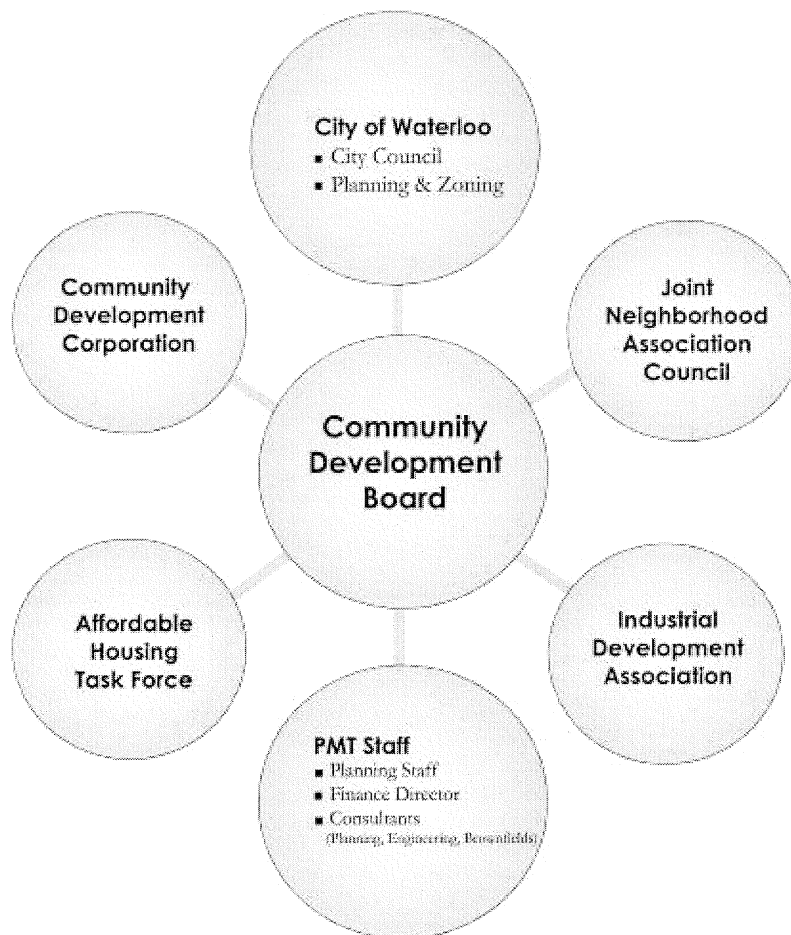 City of Waterloo
▪ City Council
▪ Planning & Zoning
Community
Development
Corporation
Joint
Neighborhood
Association
Council
Community
Development
Board
Affordable
Housing
Task Force
Industrial
Development
Association
PMT Staff
▪ Planning Staff
▪ Finance Director
▪ Consultants
(Planning, Engineering, Brownfields)